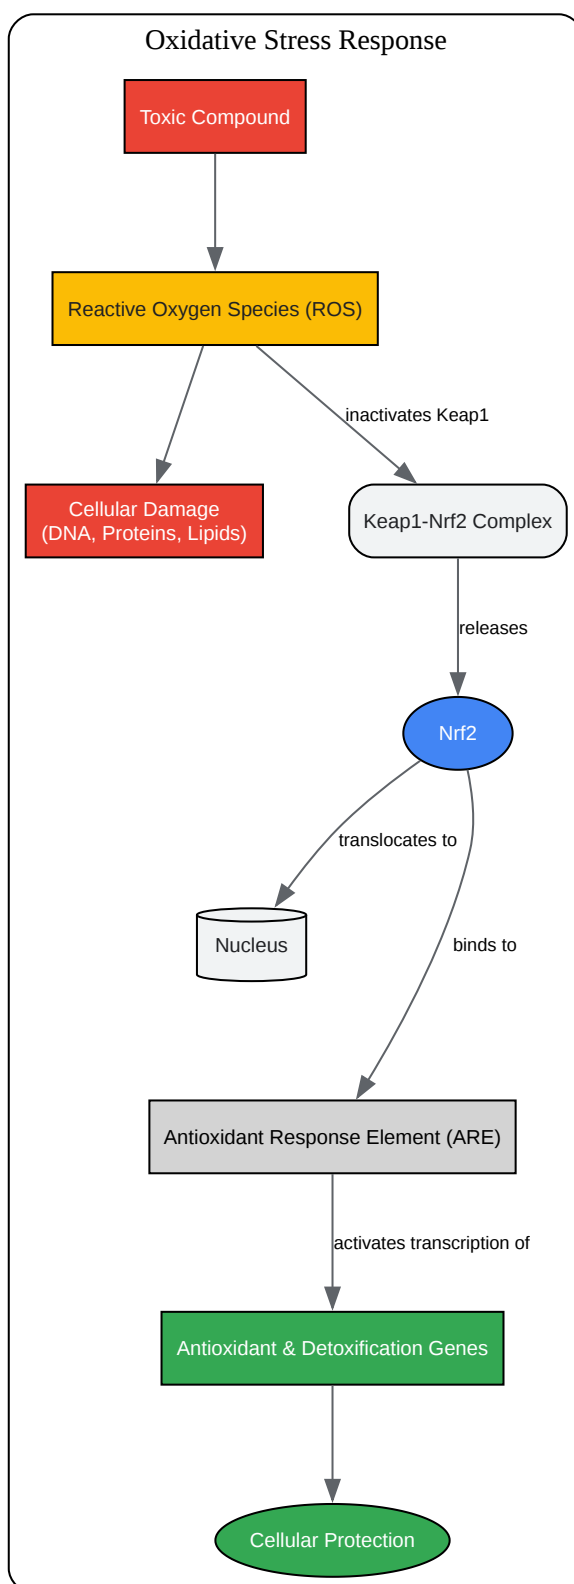 Oxidative Stress Response
Toxic Compound
Reactive Oxygen Species (ROS)
inactivates Keap1
Cellular Damage
(DNA, Proteins, Lipids)
Keap1-Nrf2 Complex
releases
Nrf2
translocates to
Nucleus
binds to
Antioxidant Response Element (ARE)
activates transcription of
Antioxidant & Detoxification Genes
Cellular Protection